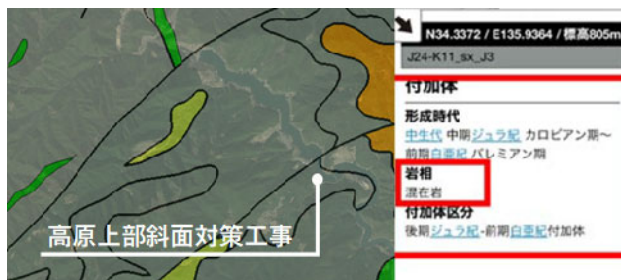 高原上部斜面対策工事
N34.3372 / E135.9364 / 標高805m
J24-K11_sx_J3
付加体
形成時代
中生代 中期ジュラ紀 カロビアン期～
前期白亜紀 バレミアン期
岩相
混在岩
付加体区分
後期ジュラ紀-前期白亜紀付加体